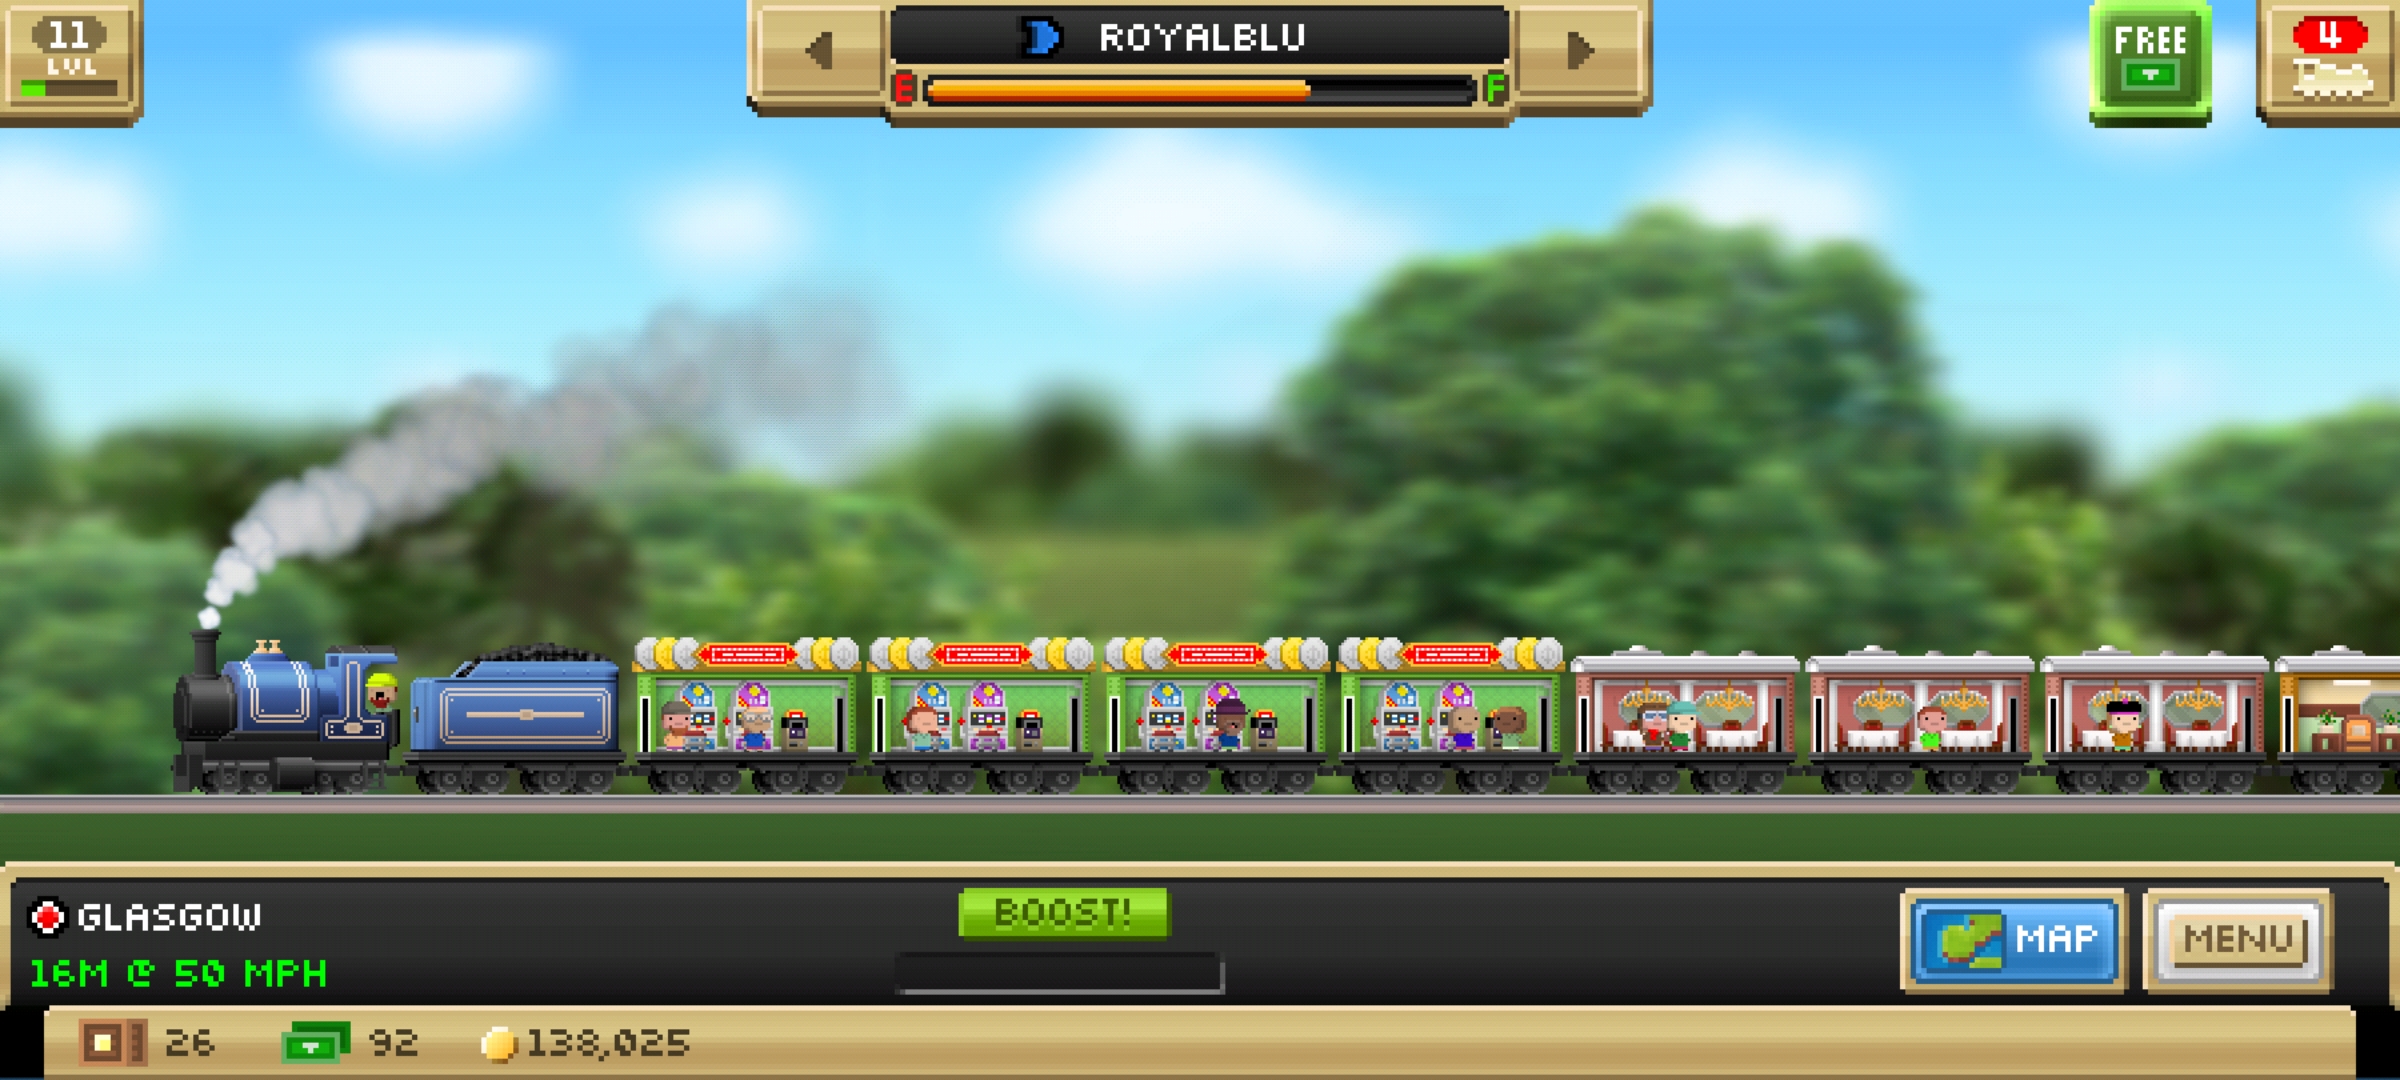 11
LVL
ROYALBLU
E F
FREE
4
GLASGOW
16M @ 50 MPH
BOOST!
MAP
MENU
26 92 138,025